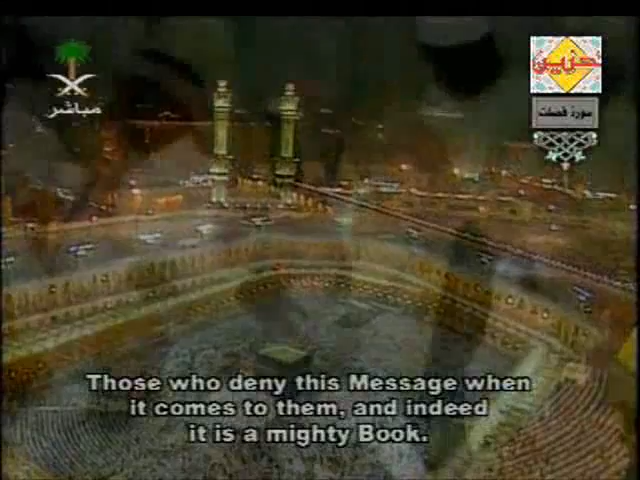 مباشر
سورة فصلت
Those who deny this Message when
it comes to them, and indeed
it is a mighty Book.